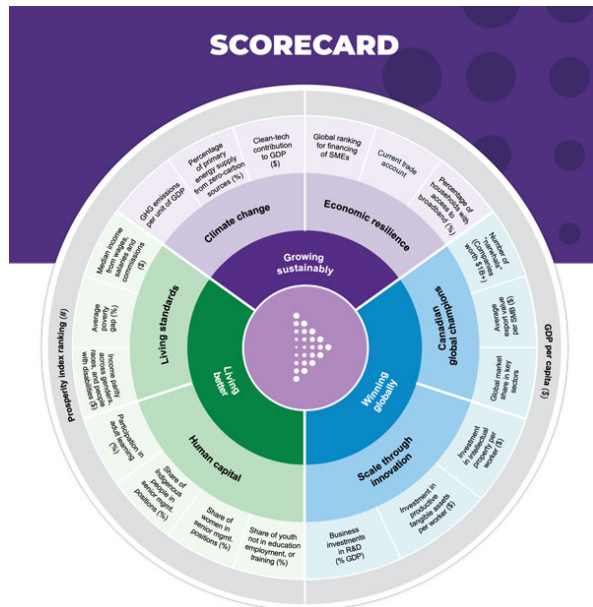 SCORECARD
GHG emissions
per unit of GDP
Percentage
of primary
energy supply
from zero-carbon
sources (%)
Clean-tech
contribution
to GDP
($)
Global ranking
for financing
of SMEs
Current trade
account
Percentage of
households with
access to
broadband (%)
Climate change
Economic resilience
Growing
sustainably
Number of
"narwhals"
(Companies
worth $1B+)
Average
export value
per SMB ($)
Global market
share in key
sectors
Canadian
global champions
Winning
globally
Scale through
innovation
Investment
in intellectual
property per
worker ($)
Investment in
productive
tangible assets
per worker ($)
Business
investments
in R&D
(% GDP)
GDP per capita ($)
Living
better
Living standards
Median income
from wages,
salaries and
commissions
($)
Average
poverty
gap (%)
Income parity
across genders,
races, and people
with disabilities ($)
Human capital
Participation in
adult learning
(%)
Share of
Indigenous
people in
senior mgmt.
positions (%)
Share of
women in
senior mgmt.
positions (%)
Share of youth
not in education
employment, or
training (%)
Prosperity index ranking (#)